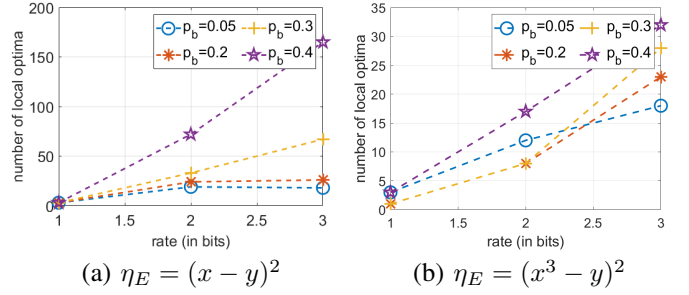 200
150
100
50
0
number of local optima
p_b=0.05 p_b=0.3
p_b=0.2 p_b=0.4
1 1.5 2 2.5 3
rate (in bits)
(a) η_E = (x − y)^2
35
30
25
20
15
10
5
0
number of local optima
p_b=0.05 p_b=0.3
p_b=0.2 p_b=0.4
1 1.5 2 2.5 3
rate (in bits)
(b) η_E = (x^3 − y)^2